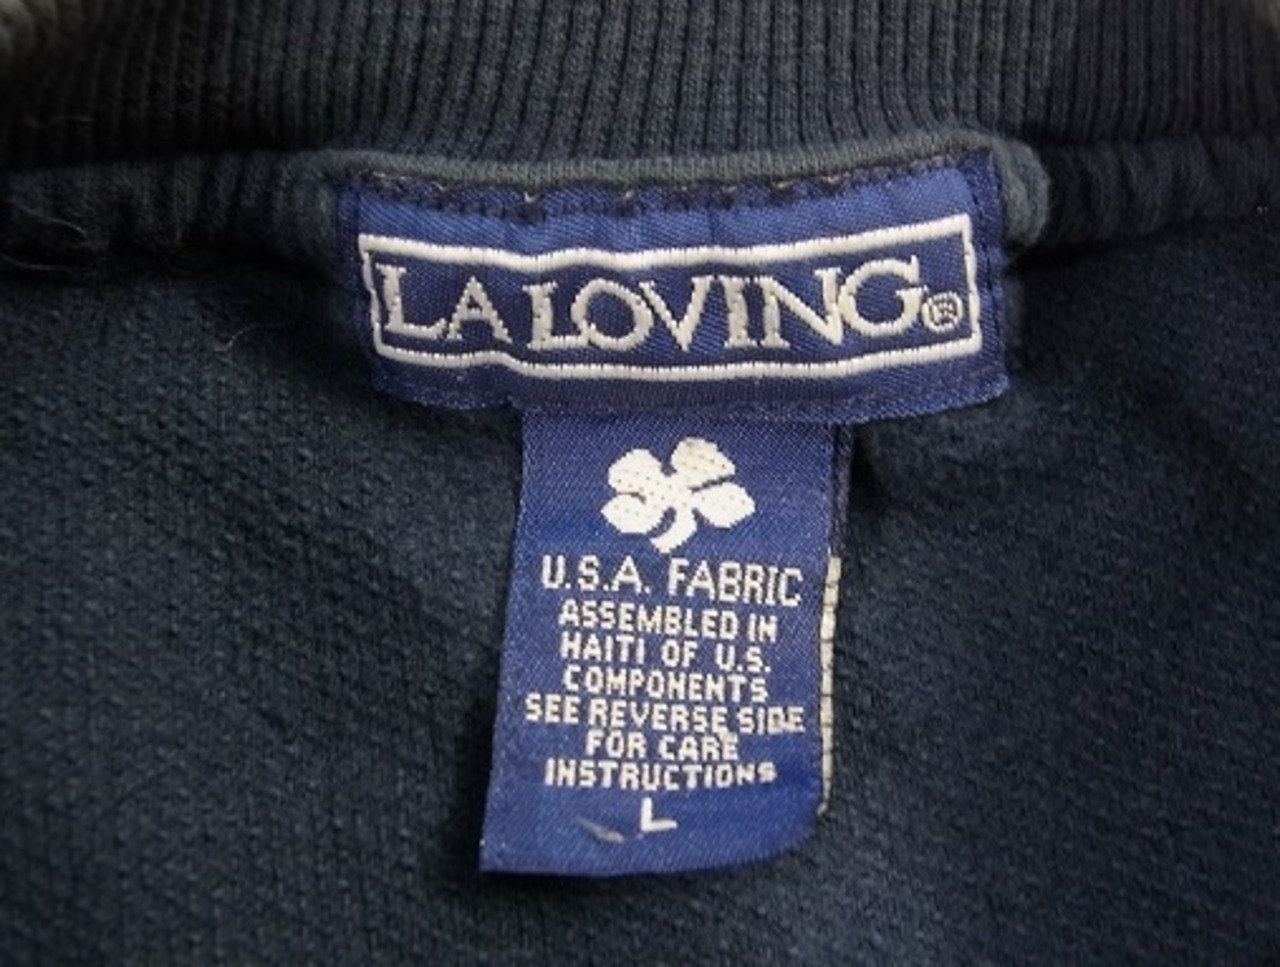 LA LOVING®
U.S.A. FABRIC
ASSEMBLED IN
HAITI OF U.S.
COMPONENTS
SEE REVERSE SIDE
FOR CARE
INSTRUCTIONS
L